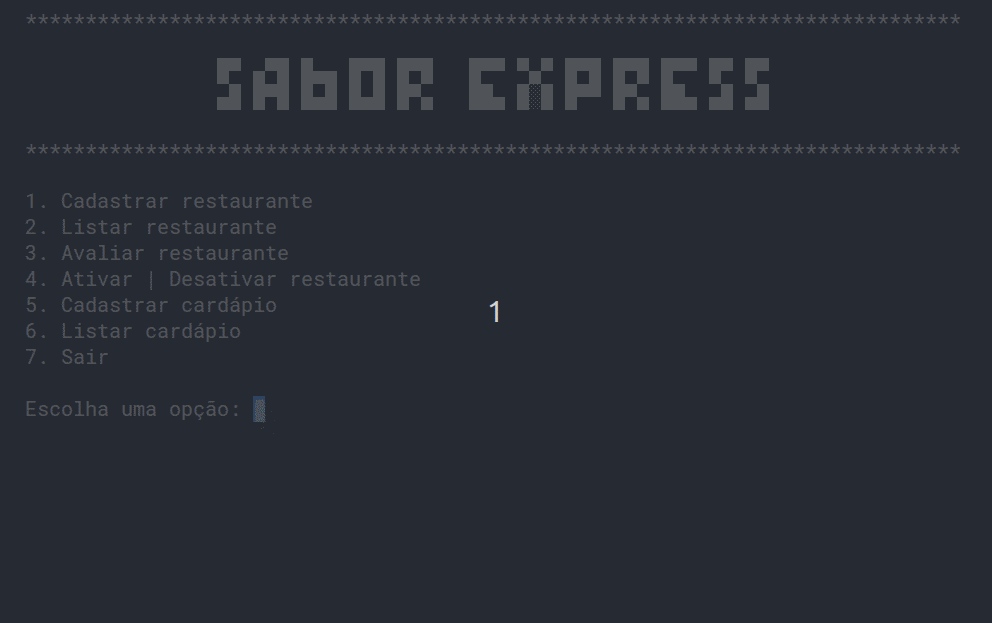 ******************************************************************************
SABOR EXPRESS
******************************************************************************
1. Cadastrar restaurante
2. Listar restaurante
3. Avaliar restaurante
4. Ativar | Desativar restaurante
5. Cadastrar cardápio
6. Listar cardápio
7. Sair
Escolha uma opção:
1